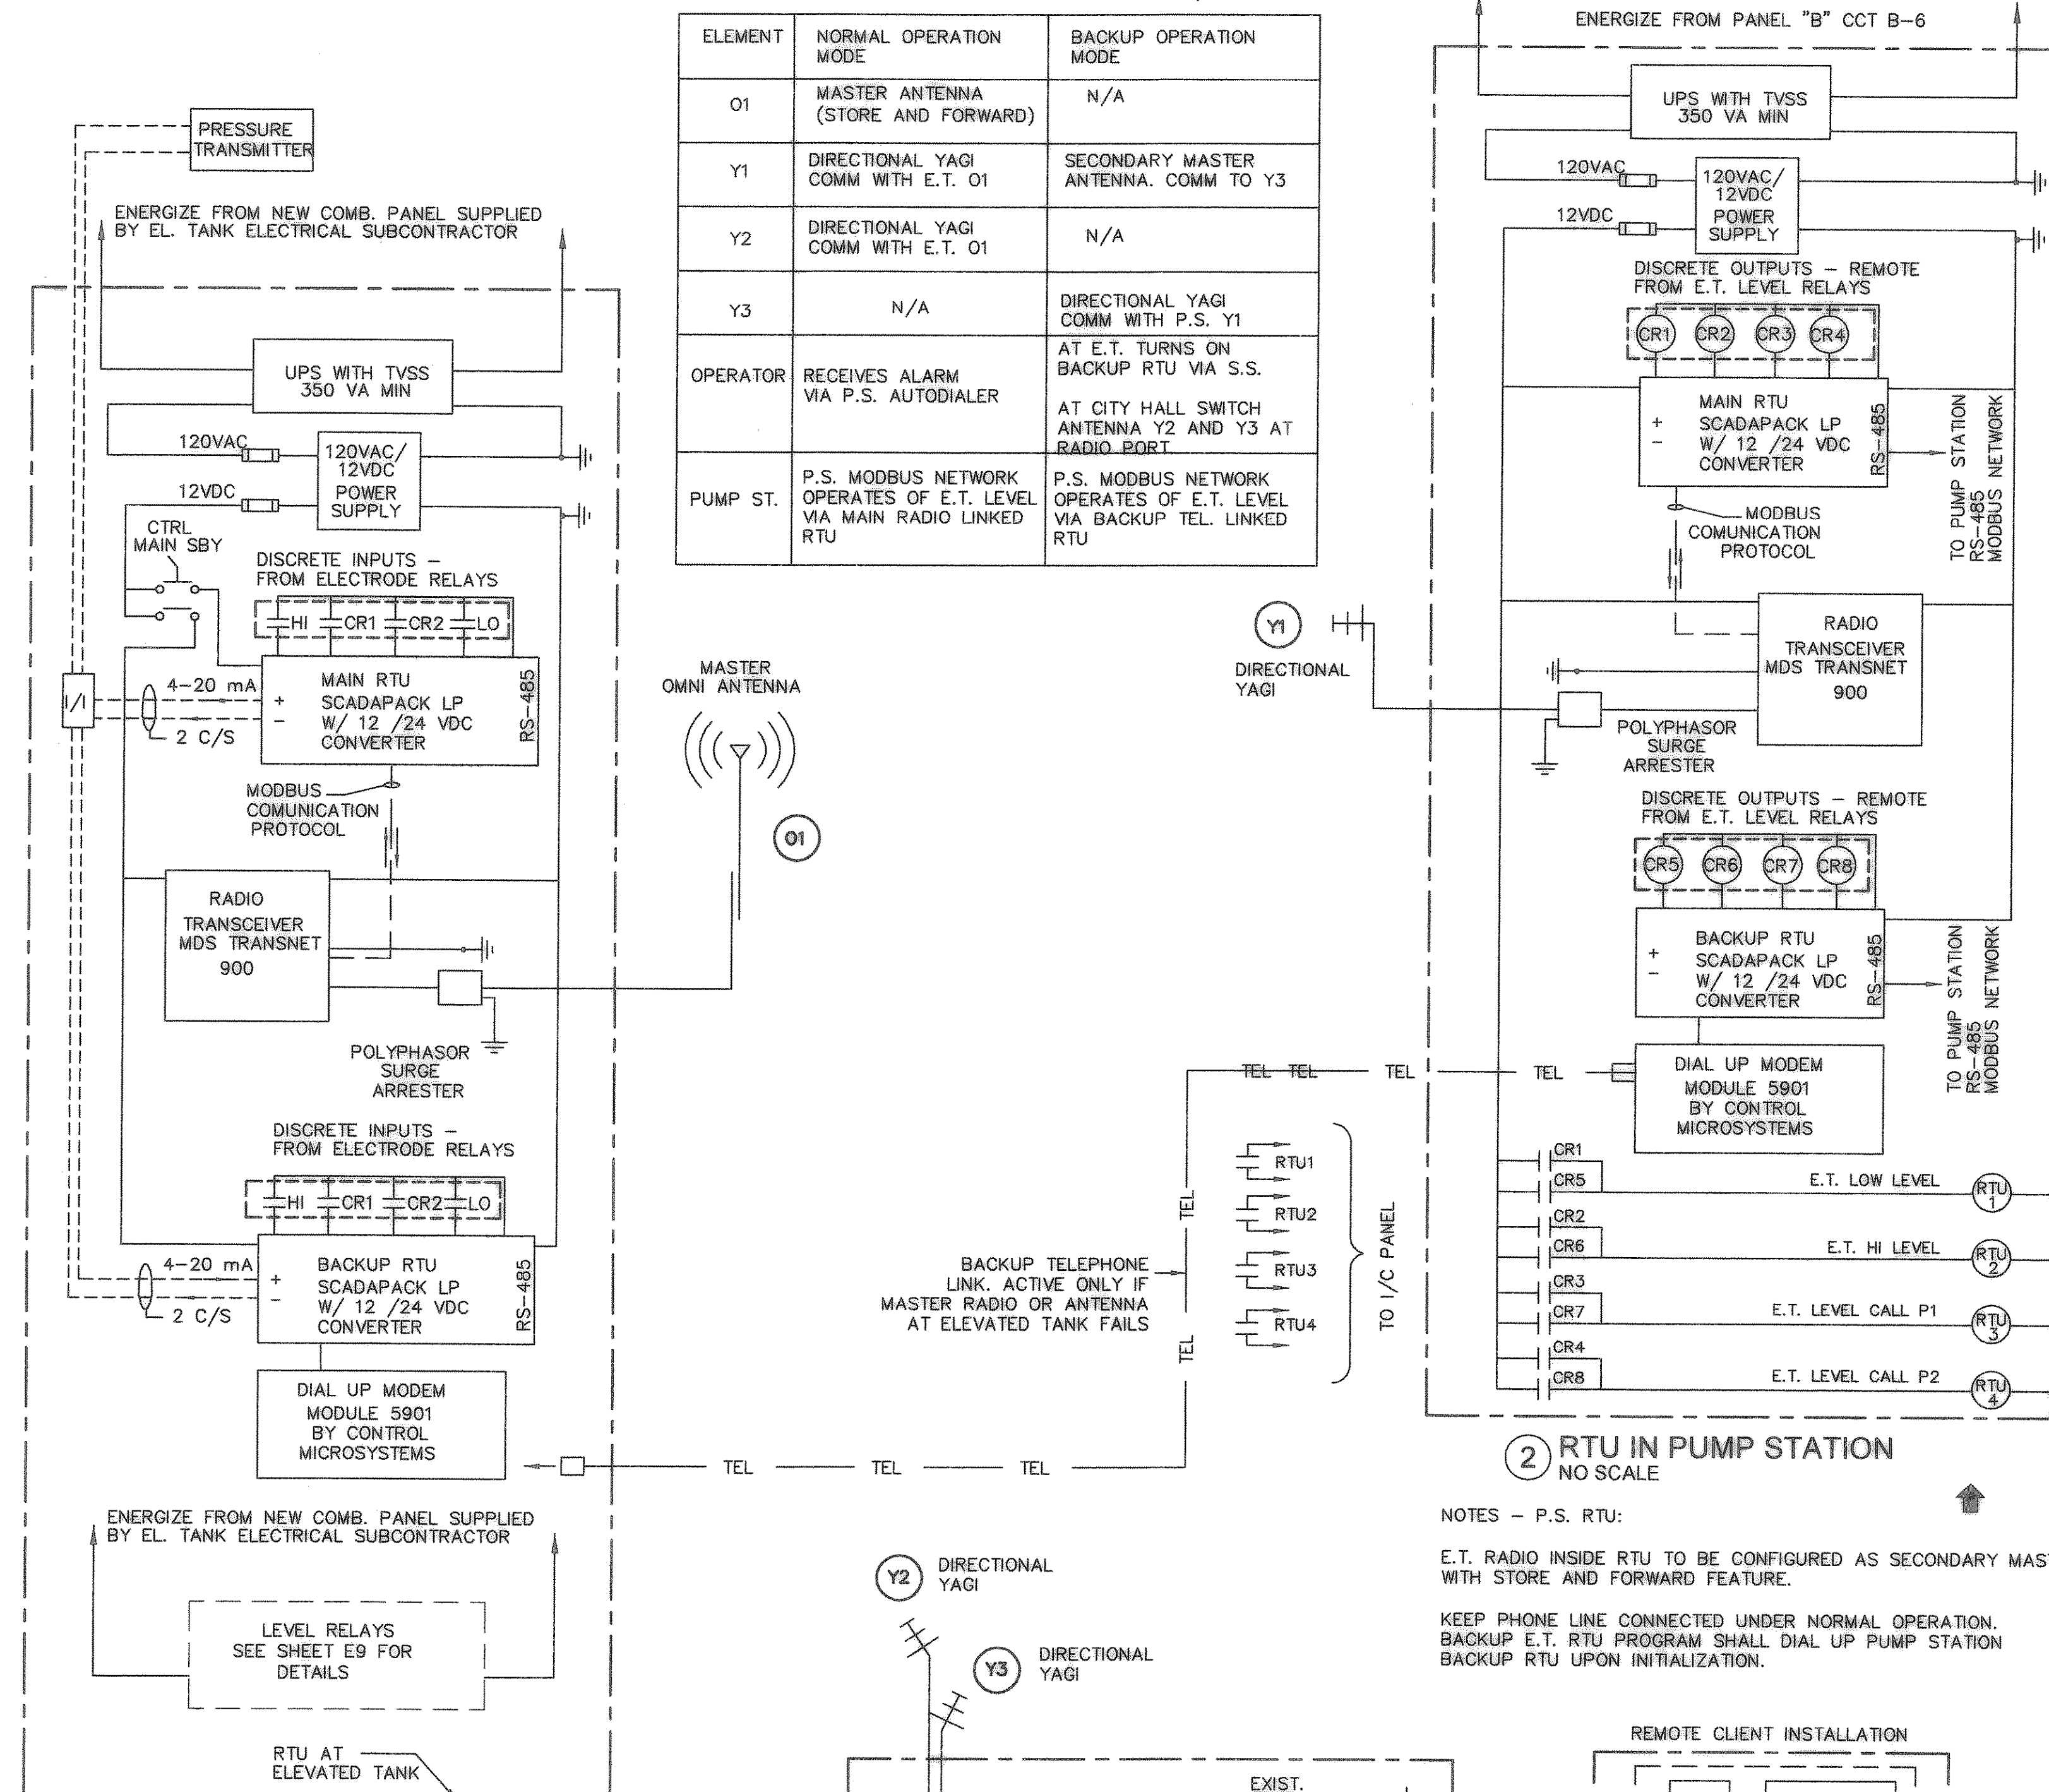 ELEMENT
NORMAL OPERATION
MODE
BACKUP OPERATION
MODE
O1
MASTER ANTENNA
(STORE AND FORWARD)
N/A
Y1
DIRECTIONAL YAGI
COMM WITH E.T. O1
SECONDARY MASTER
ANTENNA. COMM TO Y3
Y2
DIRECTIONAL YAGI
COMM WITH E.T. O1
N/A
Y3
N/A
DIRECTIONAL YAGI
COMM WITH P.S. Y1
OPERATOR
RECEIVES ALARM
VIA P.S. AUTODIALER
AT E.T. TURNS ON
BACKUP RTU VIA S.S.
AT CITY HALL SWITCH
ANTENNA Y2 AND Y3 AT
RADIO PORT
PUMP ST.
P.S. MODBUS NETWORK
OPERATES OF E.T. LEVEL
VIA MAIN RADIO LINKED
RTU
P.S. MODBUS NETWORK
OPERATES OF E.T. LEVEL
VIA BACKUP TEL. LINKED
RTU
PRESSURE
TRANSMITTER
ENERGIZE FROM NEW COMB. PANEL SUPPLIED
BY EL. TANK ELECTRICAL SUBCONTRACTOR
UPS WITH TVSS
350 VA MIN
120VAC
120VAC/
12VDC
POWER
SUPPLY
12VDC
CTRL
MAIN SBY
DISCRETE INPUTS –
FROM ELECTRODE RELAYS
HI CR1 CR2 LO
I/I
4–20 mA
2 C/S
+
–
MAIN RTU
SCADAPACK LP
W/ 12 /24 VDC
CONVERTER
RS–485
MODBUS
COMUNICATION
PROTOCOL
RADIO
TRANSCEIVER
MDS TRANSNET
900
POLYPHASOR
SURGE
ARRESTER
DISCRETE INPUTS –
FROM ELECTRODE RELAYS
HI CR1 CR2 LO
4–20 mA
2 C/S
+
–
BACKUP RTU
SCADAPACK LP
W/ 12 /24 VDC
CONVERTER
RS–485
DIAL UP MODEM
MODULE 5901
BY CONTROL
MICROSYSTEMS
ENERGIZE FROM NEW COMB. PANEL SUPPLIED
BY EL. TANK ELECTRICAL SUBCONTRACTOR
LEVEL RELAYS
SEE SHEET E9 FOR
DETAILS
RTU AT
ELEVATED TANK
MASTER
OMNI ANTENNA
O1
Y1
DIRECTIONAL
YAGI
TEL TEL TEL TEL
TEL
TEL
TEL TEL TEL
BACKUP TELEPHONE
LINK. ACTIVE ONLY IF
MASTER RADIO OR ANTENNA
AT ELEVATED TANK FAILS
RTU1
RTU2
RTU3
RTU4
TO I/C PANEL
Y2
DIRECTIONAL
YAGI
Y3
DIRECTIONAL
YAGI
EXIST.
ENERGIZE FROM PANEL "B" CCT B–6
UPS WITH TVSS
350 VA MIN
120VAC
120VAC/
12VDC
POWER
SUPPLY
12VDC
DISCRETE OUTPUTS – REMOTE
FROM E.T. LEVEL RELAYS
CR1 CR2 CR3 CR4
+
–
MAIN RTU
SCADAPACK LP
W/ 12 /24 VDC
CONVERTER
RS–485
TO PUMP STATION
RS–485
MODBUS NETWORK
MODBUS
COMUNICATION
PROTOCOL
RADIO
TRANSCEIVER
MDS TRANSNET
900
POLYPHASOR
SURGE
ARRESTER
DISCRETE OUTPUTS – REMOTE
FROM E.T. LEVEL RELAYS
CR5 CR6 CR7 CR8
+
–
BACKUP RTU
SCADAPACK LP
W/ 12 /24 VDC
CONVERTER
RS–485
TO PUMP STATION
RS–485
MODBUS NETWORK
DIAL UP MODEM
MODULE 5901
BY CONTROL
MICROSYSTEMS
CR1
CR5
E.T. LOW LEVEL
RTU
1
CR2
CR6
E.T. HI LEVEL
RTU
2
CR3
CR7
E.T. LEVEL CALL P1
RTU
3
CR4
CR8
E.T. LEVEL CALL P2
RTU
4
2 RTU IN PUMP STATION
NO SCALE
NOTES – P.S. RTU:
E.T. RADIO INSIDE RTU TO BE CONFIGURED AS SECONDARY MAS
WITH STORE AND FORWARD FEATURE.
KEEP PHONE LINE CONNECTED UNDER NORMAL OPERATION.
BACKUP E.T. RTU PROGRAM SHALL DIAL UP PUMP STATION
BACKUP RTU UPON INITIALIZATION.
REMOTE CLIENT INSTALLATION